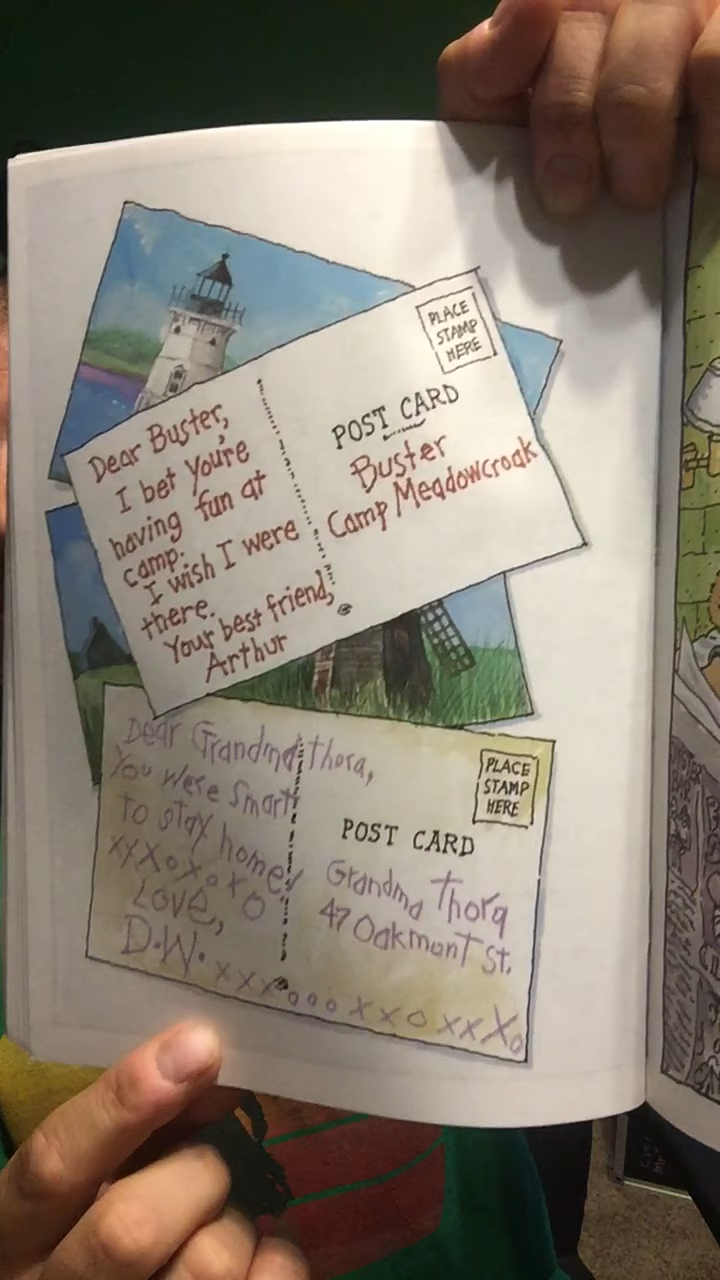 PLACE
STAMP
HERE
Dear Buster,
I bet you're
having fun at
camp.
I wish I were
there.
Your best friend,
Arthur
POST CARD
Buster
Camp Meadowcroak
Dear Grandma Thora,
You were smart
to stay home!
XXXOXOXO
Love,
D.W.
XXXOOOXXOXXXO
PLACE
STAMP
HERE
POST CARD
Grandma Thora
47 Oakmont St.